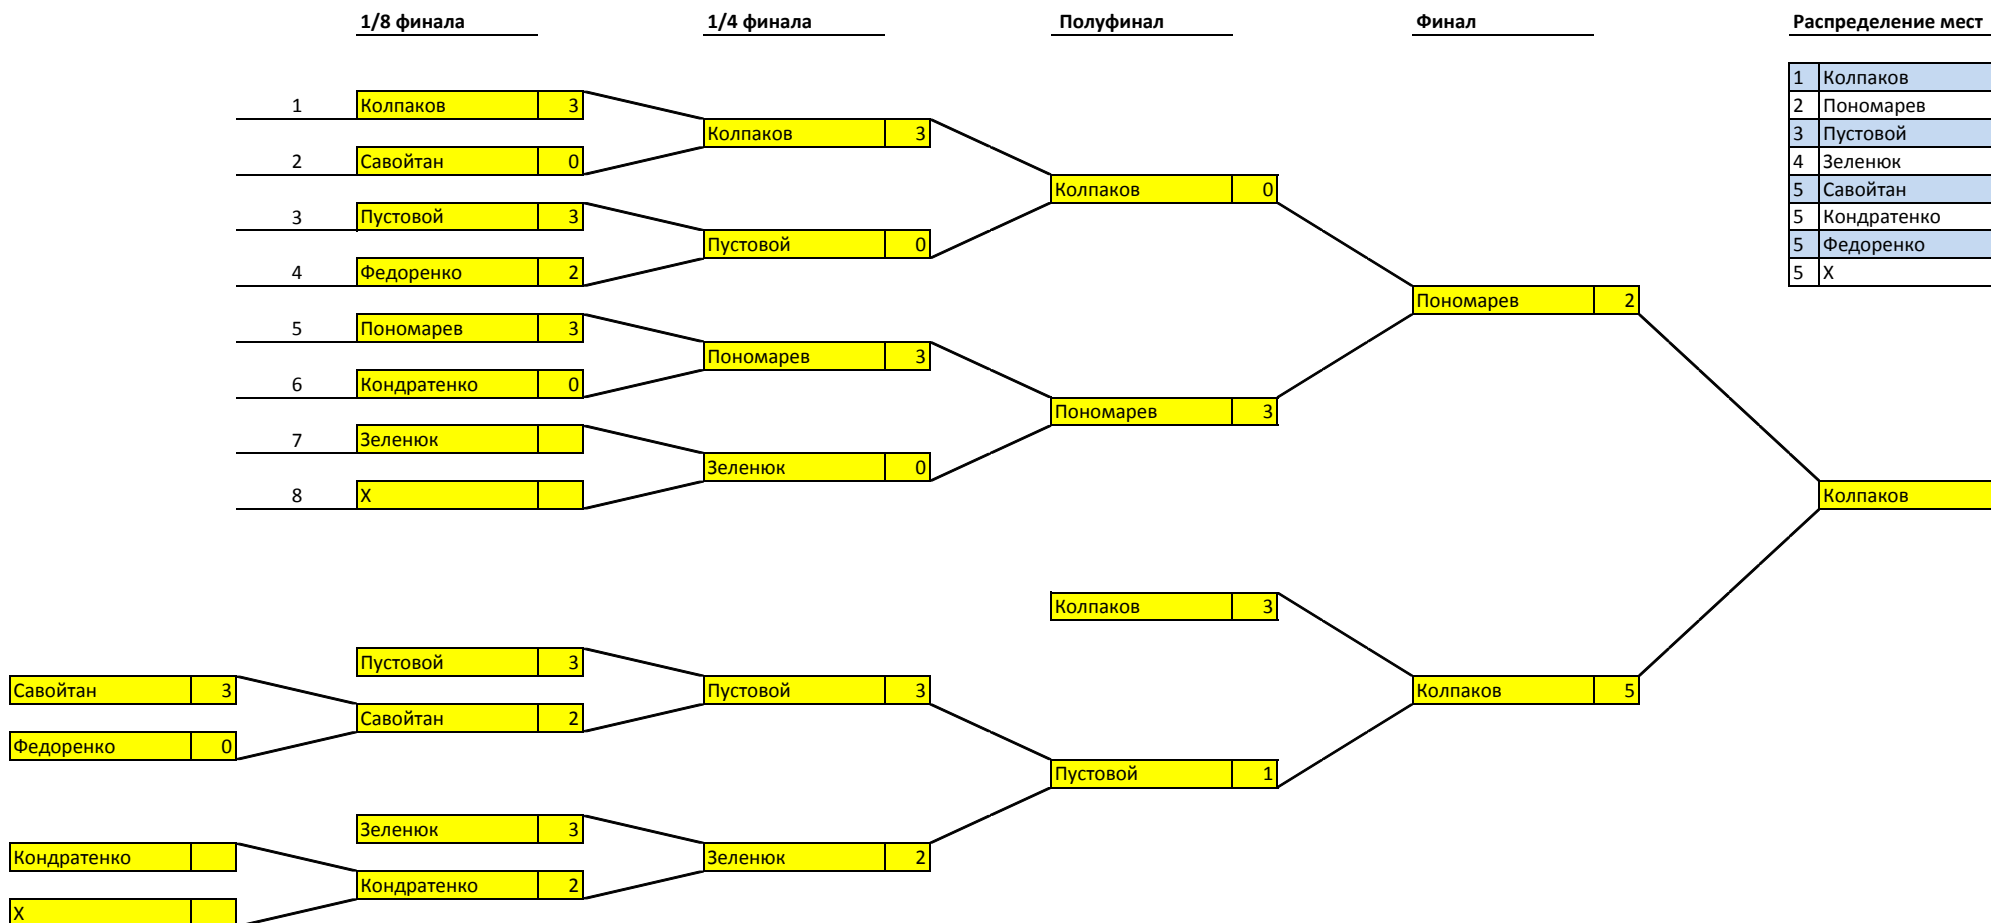 1/8 финала 1/4 финала Полуфинал Финал Распределение мест
1 Колпаков
1 Колпаков 3
2 Пономарев
Колпаков 3
3 Пустовой
2 Савойтан 0
4 Зеленюк
Колпаков 0
5 Савойтан
3 Пустовой 3
5 Кондратенко
Пустовой 0
5 Федоренко
4 Федоренко 2
5 Х
Пономарев 2
5 Пономарев 3
Пономарев 3
6 Кондратенко 0
Пономарев 3
7 Зеленюк
Зеленюк 0
8 Х
Колпаков
Колпаков 3
Пустовой 3
Савойтан 3
Пустовой 3
Колпаков 5
Савойтан 2
Федоренко 0
Пустовой 1
Зеленюк 3
Кондратенко
Зеленюк 2
Кондратенко 2
Х